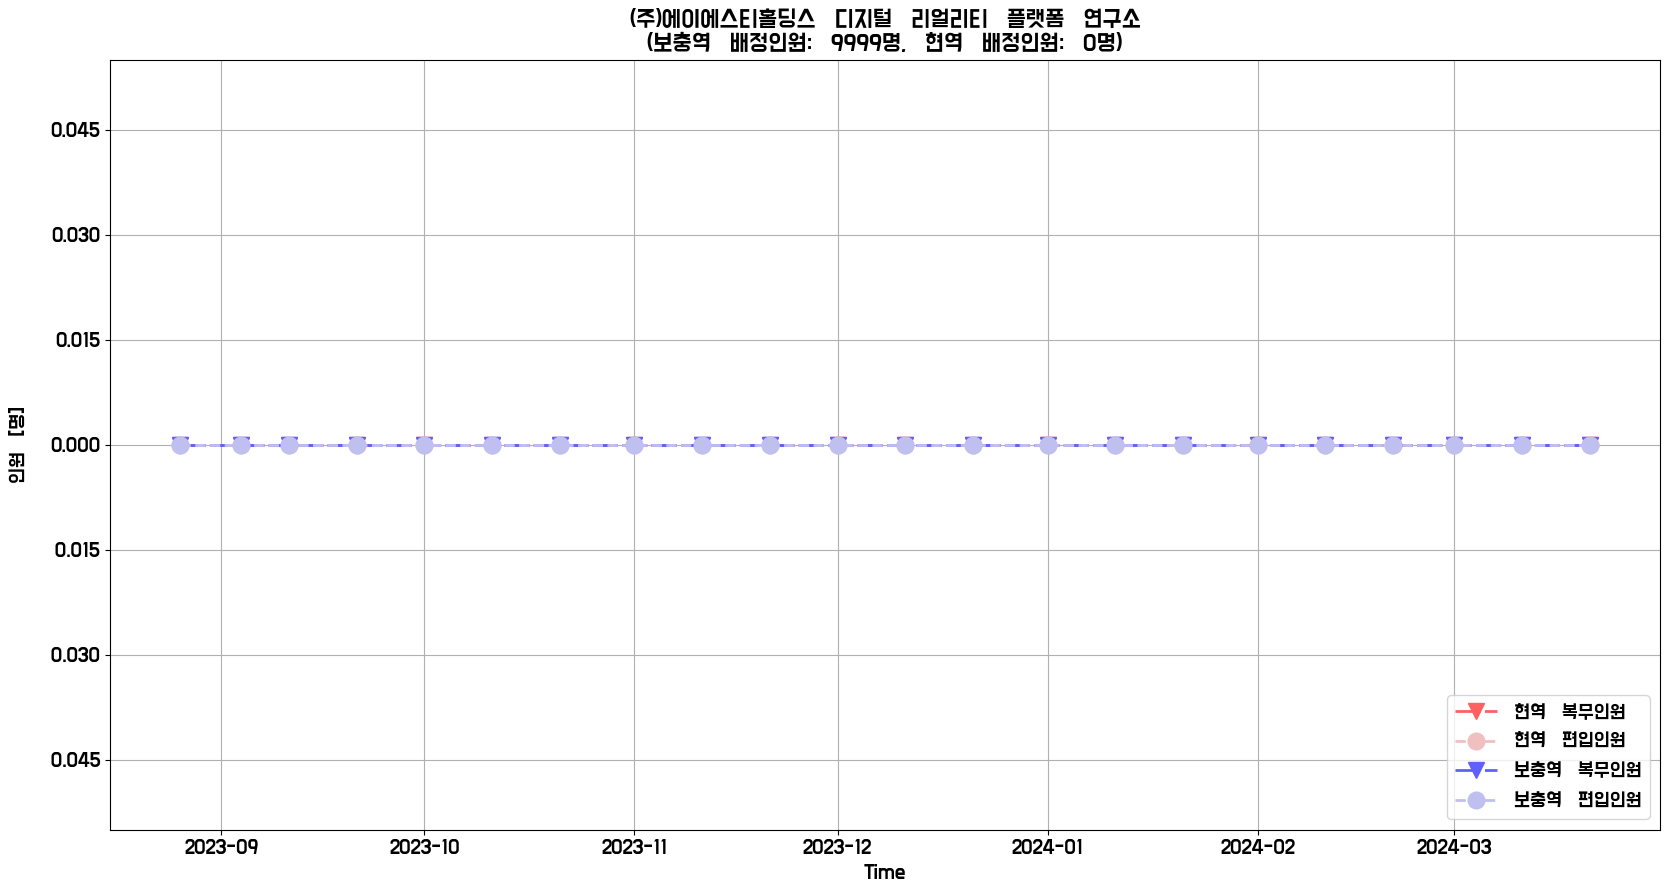 (주)에이에스티홀딩스 디지털 리얼리티 플랫폼 연구소
(보충역 배정인원: 9999명, 현역 배정인원: 0명)
0.045
0.030
0.015
0.000
0.015
0.030
0.045
인원 [명]
현역 복무인원
현역 편입인원
보충역 복무인원
보충역 편입인원
2023-09
2023-10
2023-11
2023-12
2024-01
2024-02
2024-03
Time